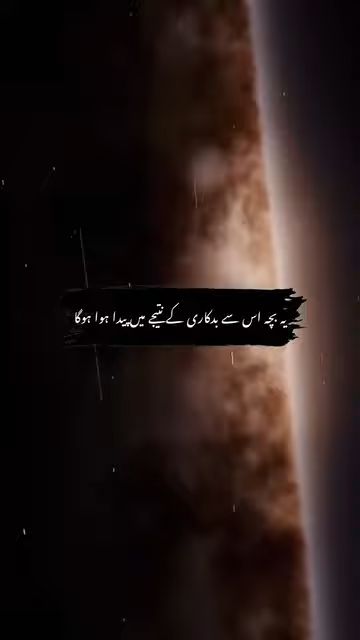 یہ بچہ اس سے بدکاری کے نتیجے میں پیدا ہوا ہوگا